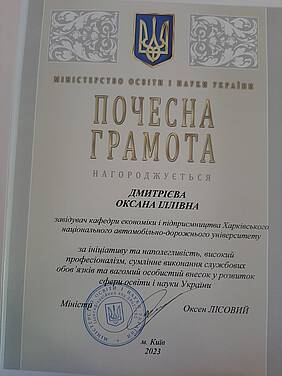 МІНІСТЕРСТВО ОСВІТИ І НАУКИ УКРАЇНИ
ПОЧЕСНА
ГРАМОТА
НАГОРОДЖУЄТЬСЯ
ДМИТРІЄВА
ОКСАНА ІЛЛІВНА
завідувач кафедри економіки і підприємництва Харківського
національного автомобільно-дорожнього університету
за ініціативу та наполегливість, високий
професіоналізм, сумлінне виконання службових
обов'язків та вагомий особистий внесок у розвиток
сфери освіти і науки України
Міністр
Оксен ЛІСОВИЙ
м. Київ
2023